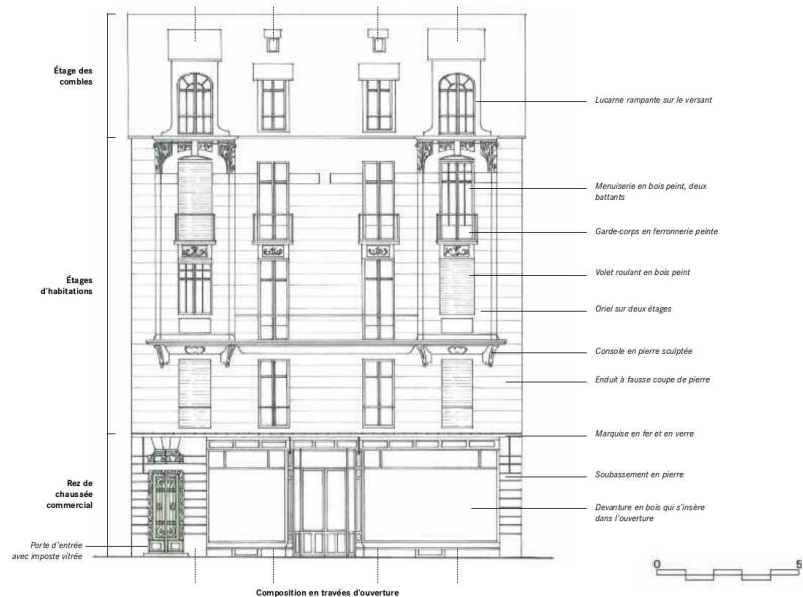 Étage des
combles
Lucarne rampante sur le versant
Menuiserie en bois peint, deux
battants
Garde-corps en ferronnerie peinte
Volet roulant en bois peint
Étages
d'habitations
Oriel sur deux étages
Console en pierre sculptée
Enduit à fausse coupe de pierre
Marquise en fer et en verre
Rez de
chaussée
commercial
Soubassement en pierre
Devanture en bois qui s'insère
dans l'ouverture
Porte d'entrée
avec imposte vitrée
0 5
Composition en travées d'ouverture